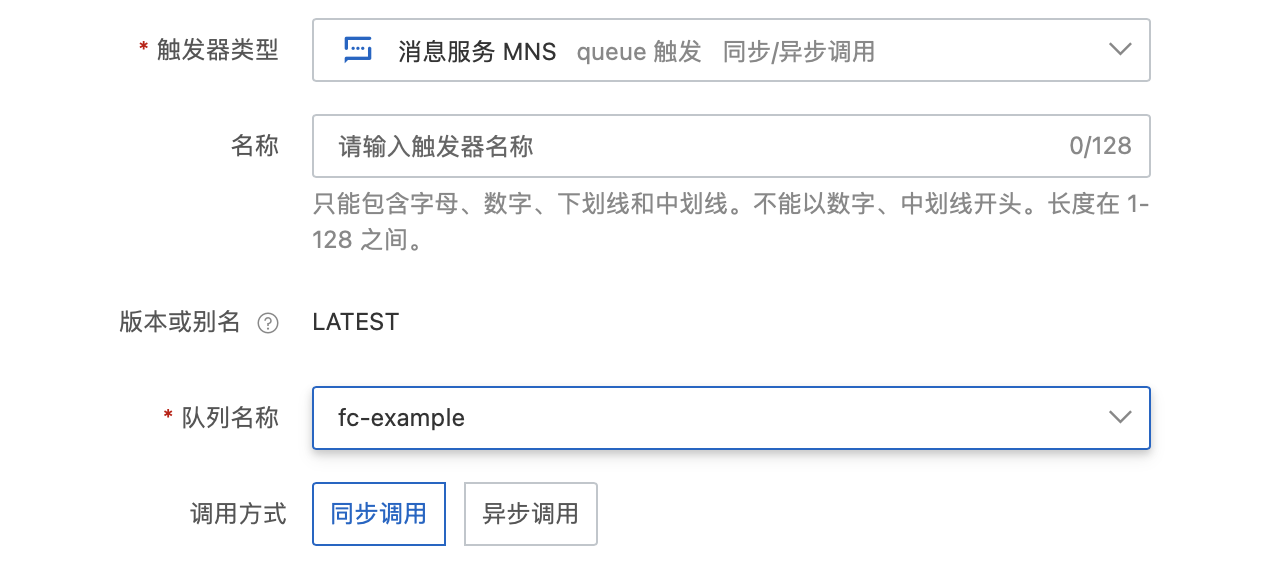 * 触发器类型 消息服务 MNS queue 触发 同步/异步调用
名称 请输入触发器名称 0/128
只能包含字母、数字、下划线和中划线。不能以数字、中划线开头。长度在 1-
128 之间。
版本或别名 ? LATEST
* 队列名称 fc-example
调用方式 同步调用 异步调用